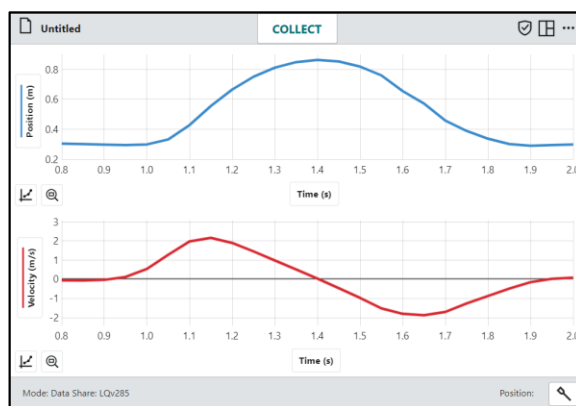 Untitled COLLECT
Position (m)
0.8
0.6
0.4
0.2
0.8 0.9 1.0 1.1 1.2 1.3 1.4 1.5 1.6 1.7 1.8 1.9 2.0
Time (s)
Velocity (m/s)
3
2
1
0
-1
-2
0.8 0.9 1.0 1.1 1.2 1.3 1.4 1.5 1.6 1.7 1.8 1.9 2.0
Time (s)
Mode: Data Share: LQv285 Position: